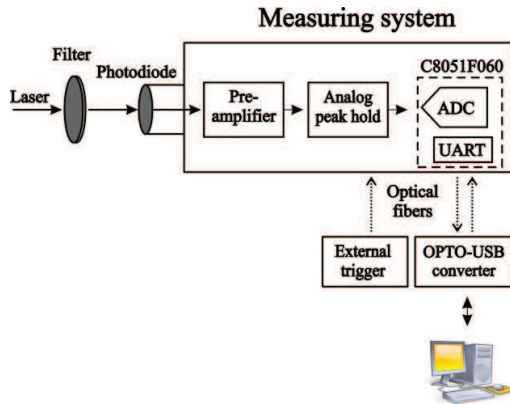 Measuring system
Filter
Photodiode
Laser
Pre-
amplifier
Analog
peak hold
C8051F060
ADC
UART
Optical
fibers
External
trigger
OPTO-USB
converter